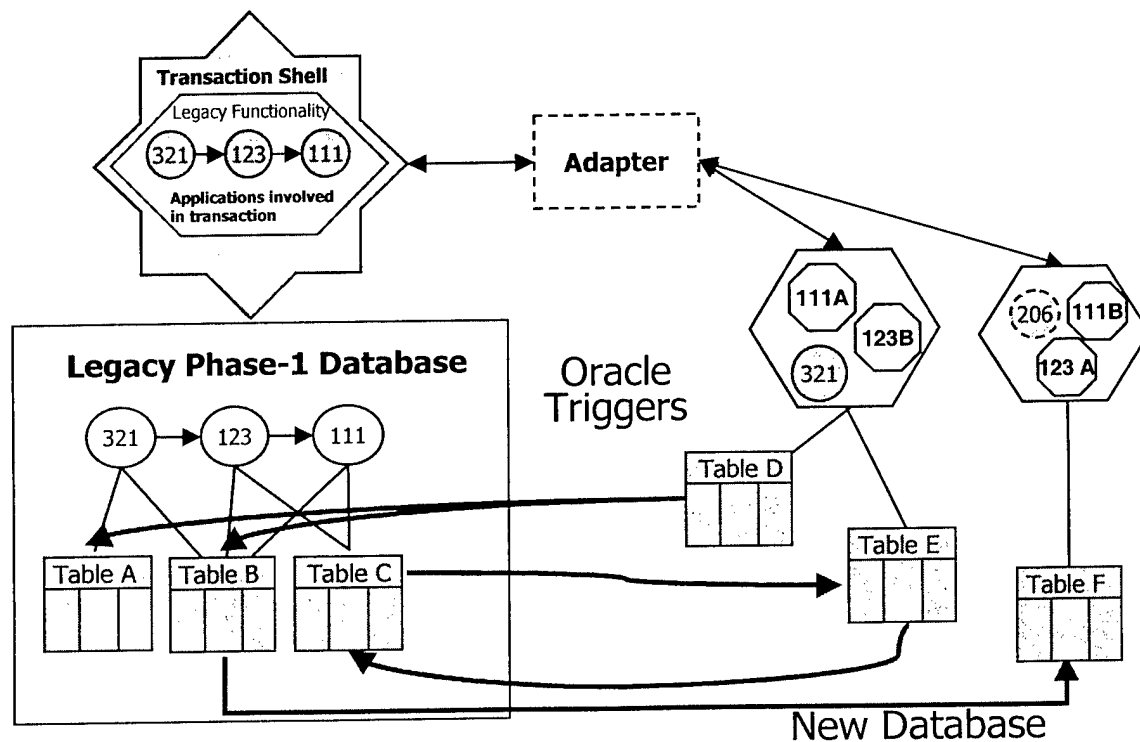 Transaction Shell
Legacy Functionality
321 123 111
Applications involved
in transaction
Adapter
111A
123B
321
206
111B
123 A
Legacy Phase-1 Database
Oracle
Triggers
321 123 111
Table D
Table E
Table A Table B Table C
Table F
New Database